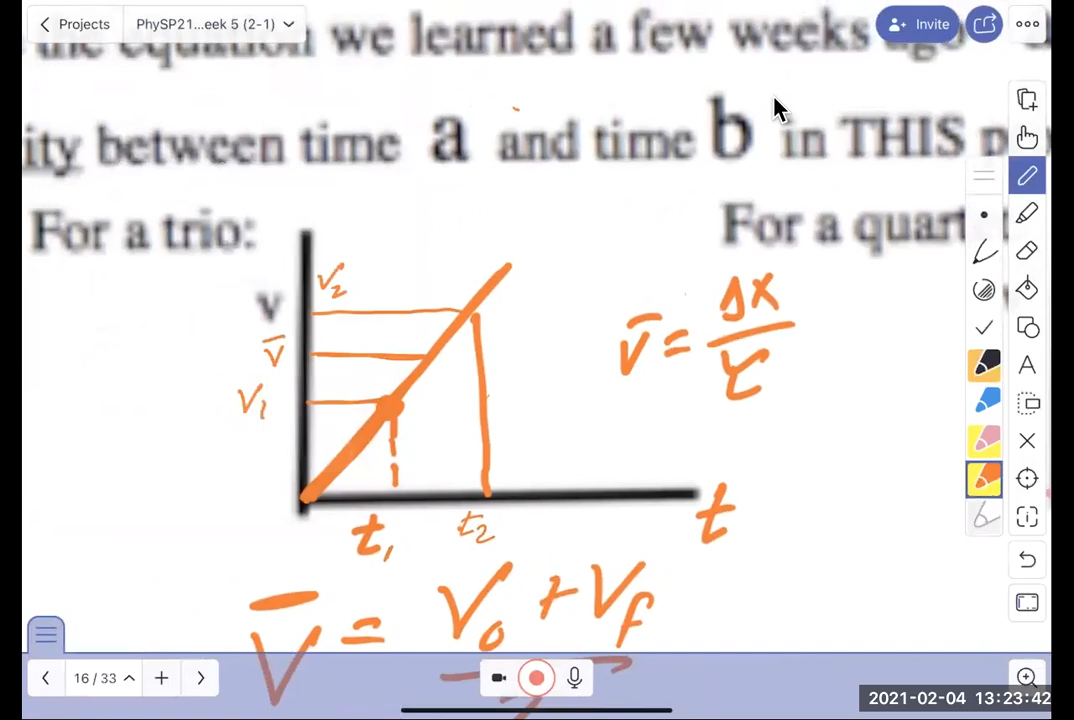 Projects PhySP21...eek 5 (2-1) Invite
the equation we learned a few weeks ago
ity between time a and time b in THIS
For a trio: For a quart
v
V₂
V̄
V₁
V̄ = Δx/t
t₁ t₂ t
V̄ = V₀ + Vf
A
16 / 33
2021-02-04 13:23:42